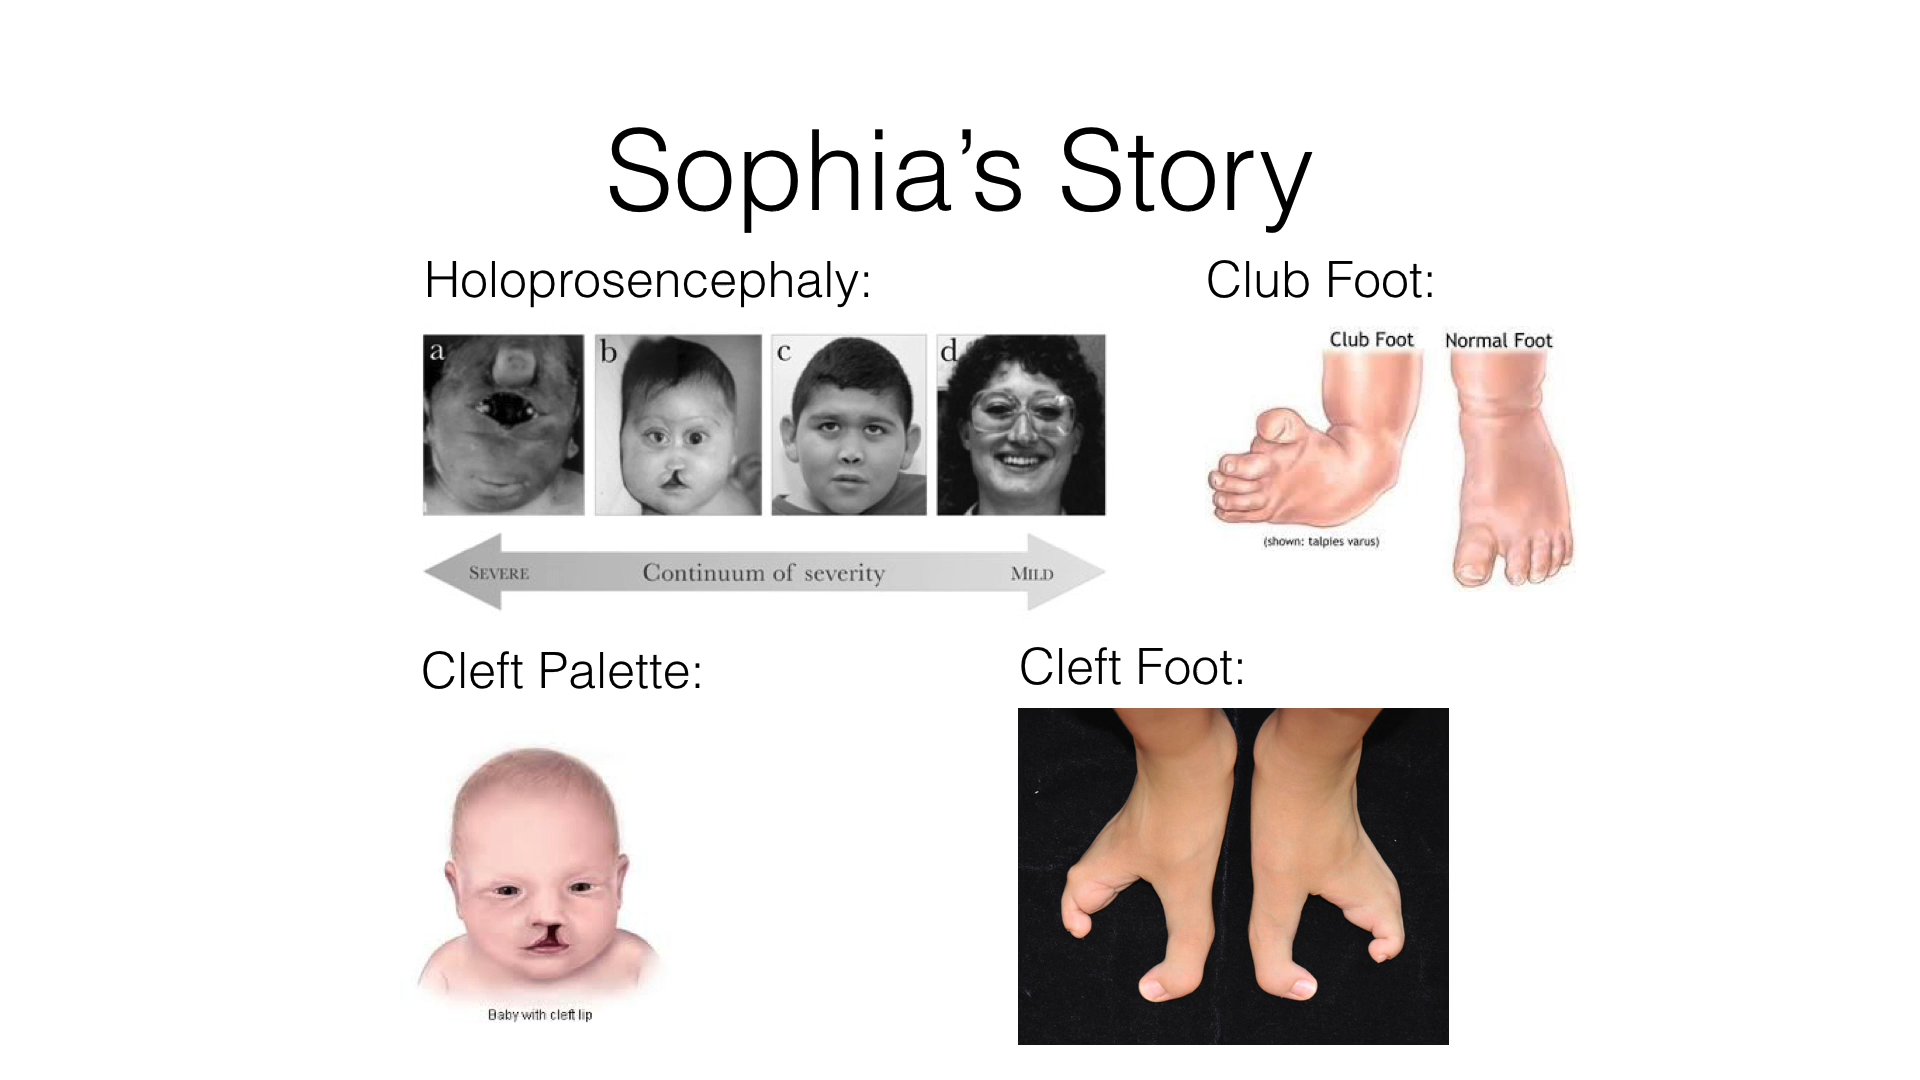 Sophia’s Story
Holoprosencephaly:
a b c d
SEVERE Continuum of severity MILD
Club Foot:
Club Foot Normal Foot
(shown: talpies varus)
Cleft Palette:
Baby with cleft lip
Cleft Foot: